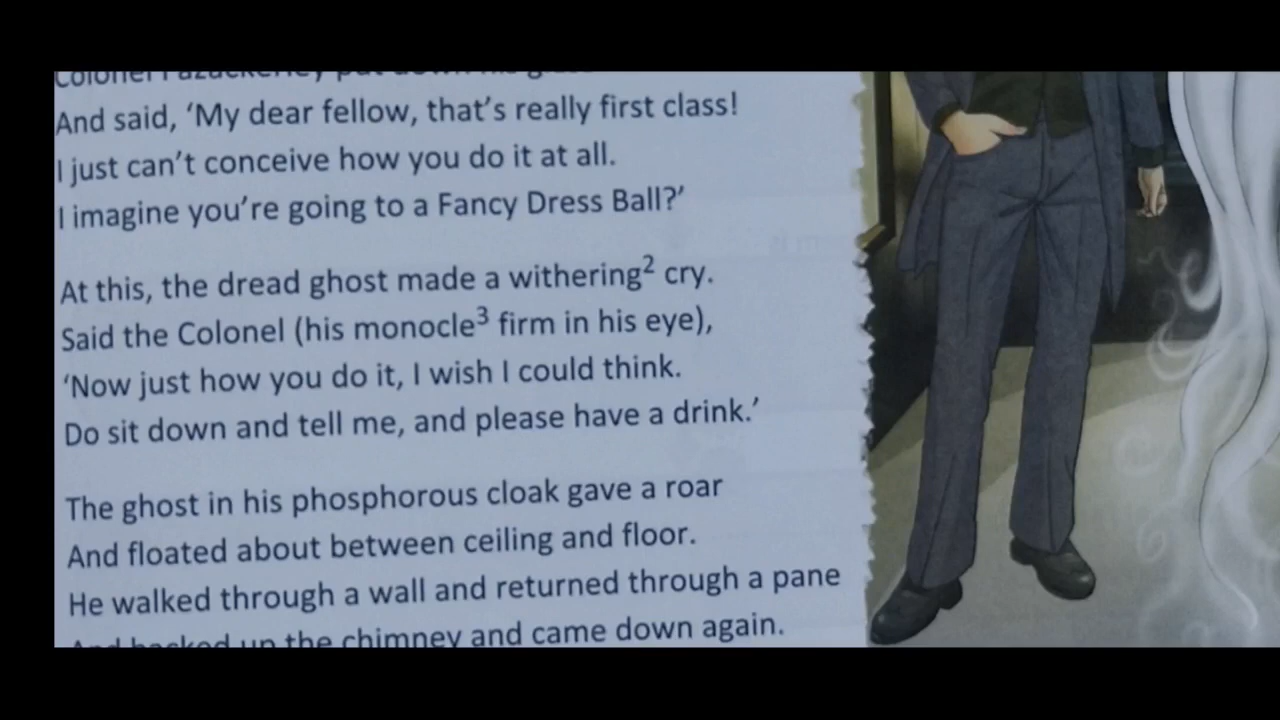 And said, ‘My dear fellow, that’s really first class!
I just can’t conceive how you do it at all.
I imagine you’re going to a Fancy Dress Ball?’
At this, the dread ghost made a withering² cry.
Said the Colonel (his monocle³ firm in his eye),
‘Now just how you do it, I wish I could think.
Do sit down and tell me, and please have a drink.’
The ghost in his phosphorous cloak gave a roar
And floated about between ceiling and floor.
He walked through a wall and returned through a pane
And backed up the chimney and came down again.